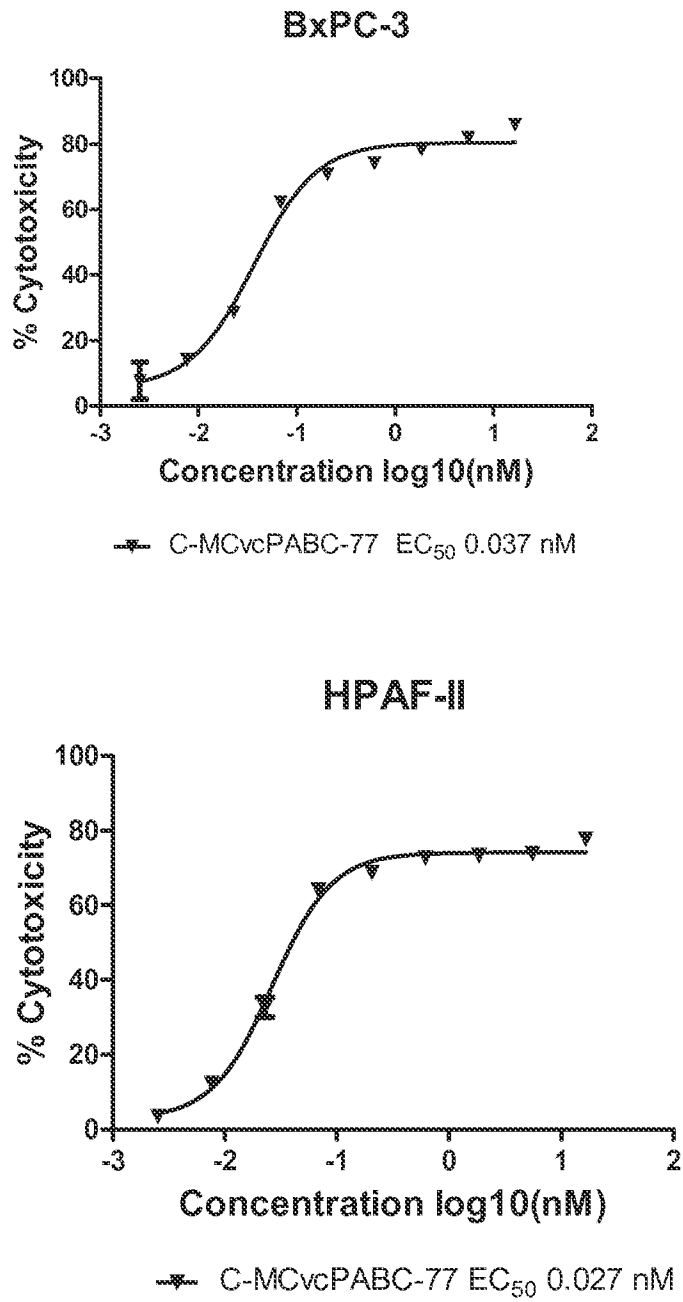 BxPC-3
100
80
60
40
20
0
% Cytotoxicity
-3 -2 -1 0 1 2
Concentration log10(nM)
C-MCvcPABC-77 EC50 0.037 nM
HPAF-II
100
80
60
40
20
0
% Cytotoxicity
-3 -2 -1 0 1 2
Concentration log10(nM)
C-MCvcPABC-77 EC50 0.027 nM